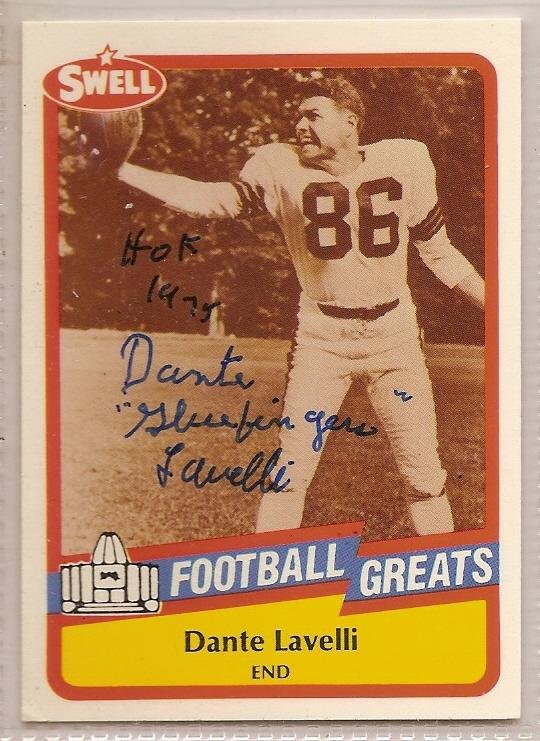 SWELL
86
HOF
1975
Dante
"Gluefingers"
Lavelli
FOOTBALL GREATS
Dante Lavelli
END